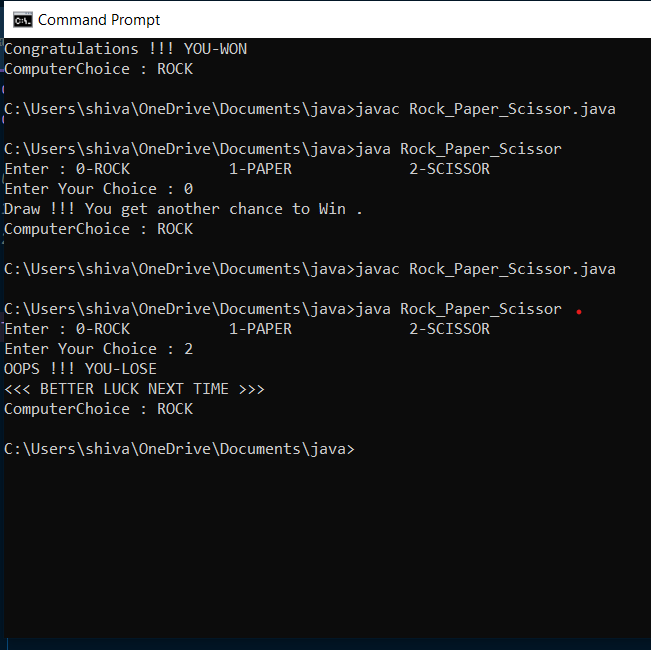 Command Prompt
Congratulations !!! YOU-WON
ComputerChoice : ROCK
C:\Users\shiva\OneDrive\Documents\java>javac Rock_Paper_Scissor.java
C:\Users\shiva\OneDrive\Documents\java>java Rock_Paper_Scissor
Enter : 0-ROCK 1-PAPER 2-SCISSOR
Enter Your Choice : 0
Draw !!! You get another chance to Win .
ComputerChoice : ROCK
C:\Users\shiva\OneDrive\Documents\java>javac Rock_Paper_Scissor.java
C:\Users\shiva\OneDrive\Documents\java>java Rock_Paper_Scissor
Enter : 0-ROCK 1-PAPER 2-SCISSOR
Enter Your Choice : 2
OOPS !!! YOU-LOSE
<<< BETTER LUCK NEXT TIME >>>
ComputerChoice : ROCK
C:\Users\shiva\OneDrive\Documents\java>